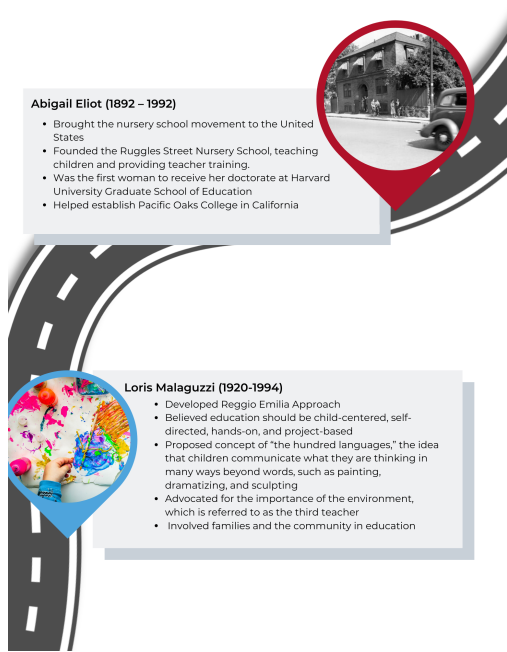 Abigail Eliot (1892 – 1992)
• Brought the nursery school movement to the United
States
• Founded the Ruggles Street Nursery School, teaching
children and providing teacher training.
• Was the first woman to receive her doctorate at Harvard
University Graduate School of Education
• Helped establish Pacific Oaks College in California
Loris Malaguzzi (1920-1994)
• Developed Reggio Emilia Approach
• Believed education should be child-centered, self-
directed, hands-on, and project-based
• Proposed concept of “the hundred languages,” the idea
that children communicate what they are thinking in
many ways beyond words, such as painting,
dramatizing, and sculpting
• Advocated for the importance of the environment,
which is referred to as the third teacher
• Involved families and the community in education